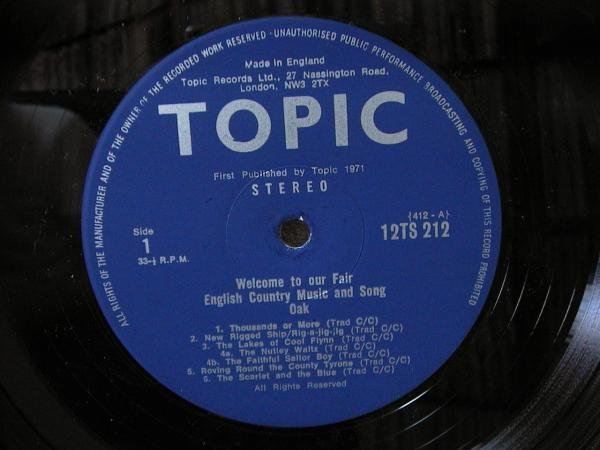 ALL RIGHTS OF THE MANUFACTURER AND OF THE OWNER OF THE RECORDED WORK RESERVED · UNAUTHORISED PUBLIC PERFORMANCE BROADCASTING AND COPYING OF THIS RECORD PROHIBITED
Made in England
Topic Records Ltd., 27 Nassington Road,
London, NW3 2TX
TOPIC
First Published by Topic 1971
STEREO
Side
1
33-⅓ R.P.M.
{412 - A}
12TS 212
Welcome to our Fair
English Country Music and Song
Oak
1. Thousands or More (Trad C/C)
2. New Rigged Ship/Rig-a-jig-jig (Trad C/C)
3. The Lakes of Cool Flynn (Trad C/C)
4a. The Nutley Waltz (Trad C/C)
4b. The Faithful Sailor Boy (Trad C/C)
5. Roving Round the County Tyrone (Trad C/C)
6. The Scarlet and the Blue (Trad C/C)
All Rights Reserved